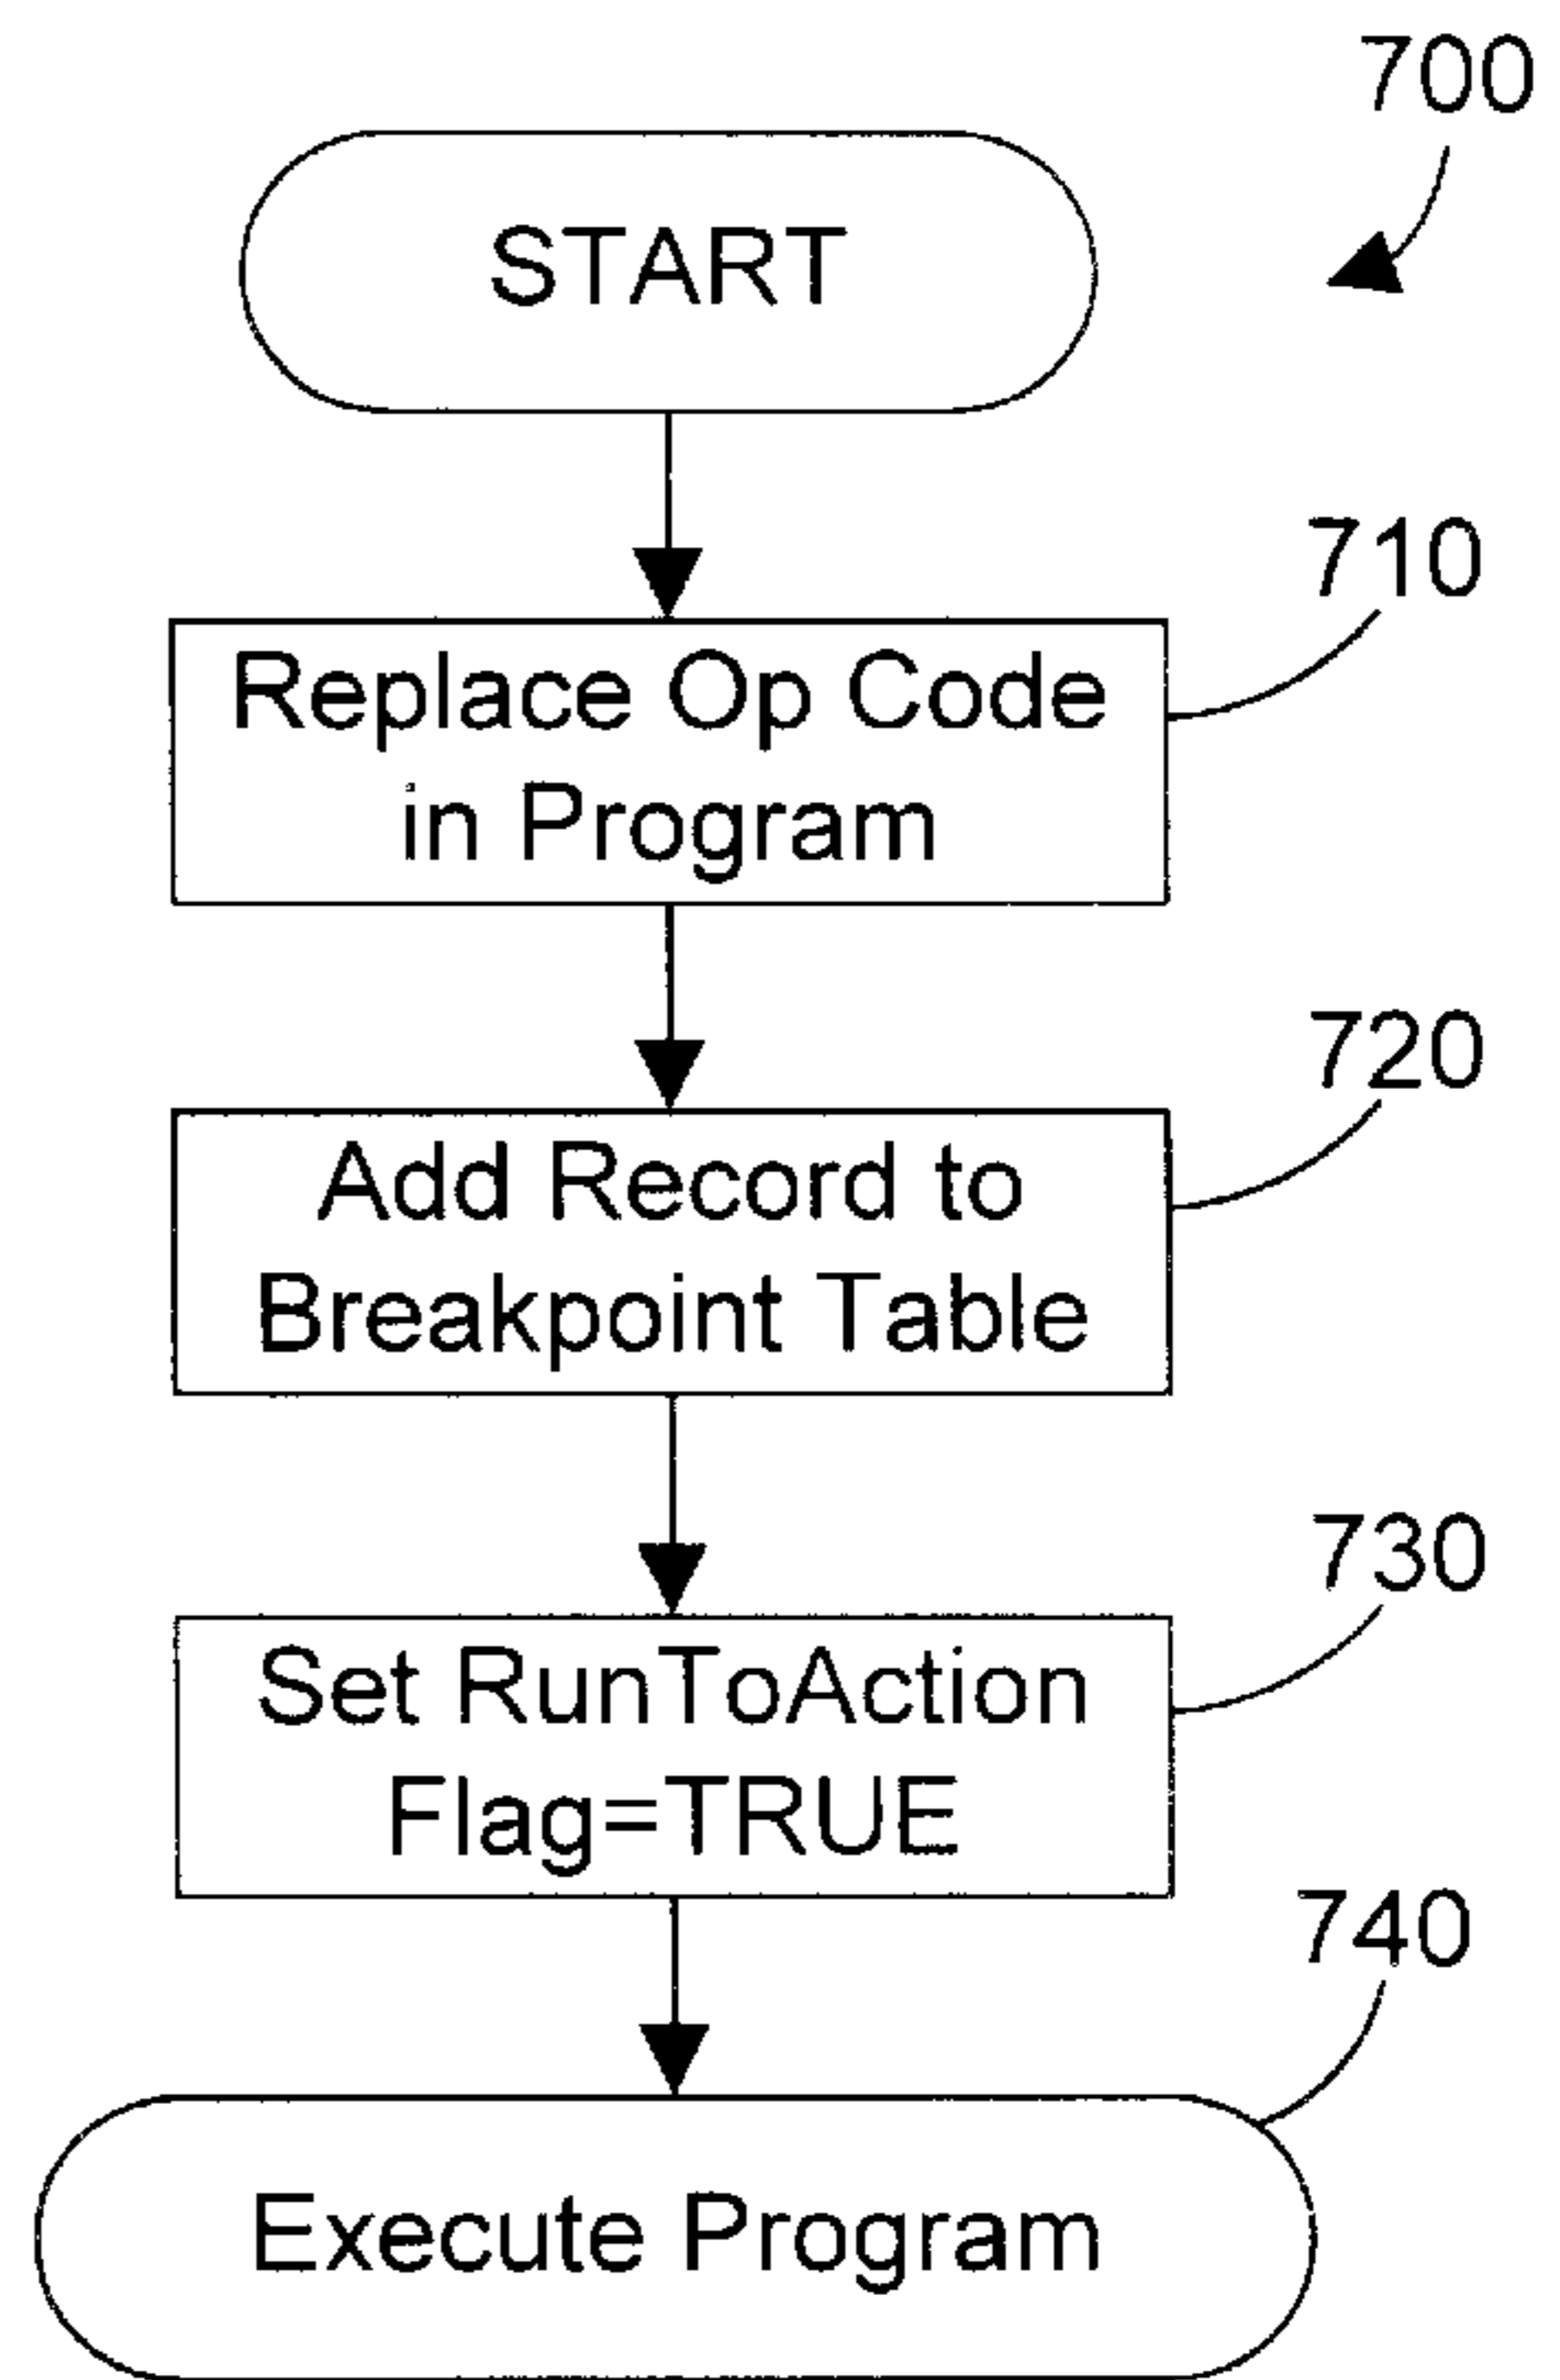 700
START
710
Replace Op Code
in Program
720
Add Record to
Breakpoint Table
730
Set RunToAction
Flag=TRUE
740
Execute Program